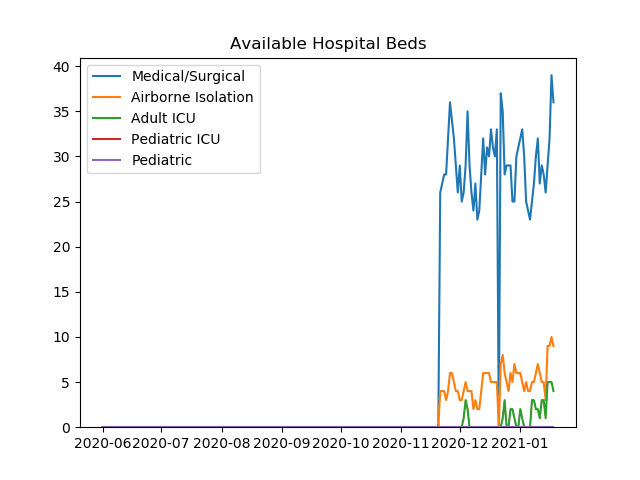 Available Hospital Beds
Medical/Surgical
Airborne Isolation
Adult ICU
Pediatric ICU
Pediatric
40
35
30
25
20
15
10
5
0
2020-06 2020-07 2020-08 2020-09 2020-10 2020-11 2020-12 2021-01